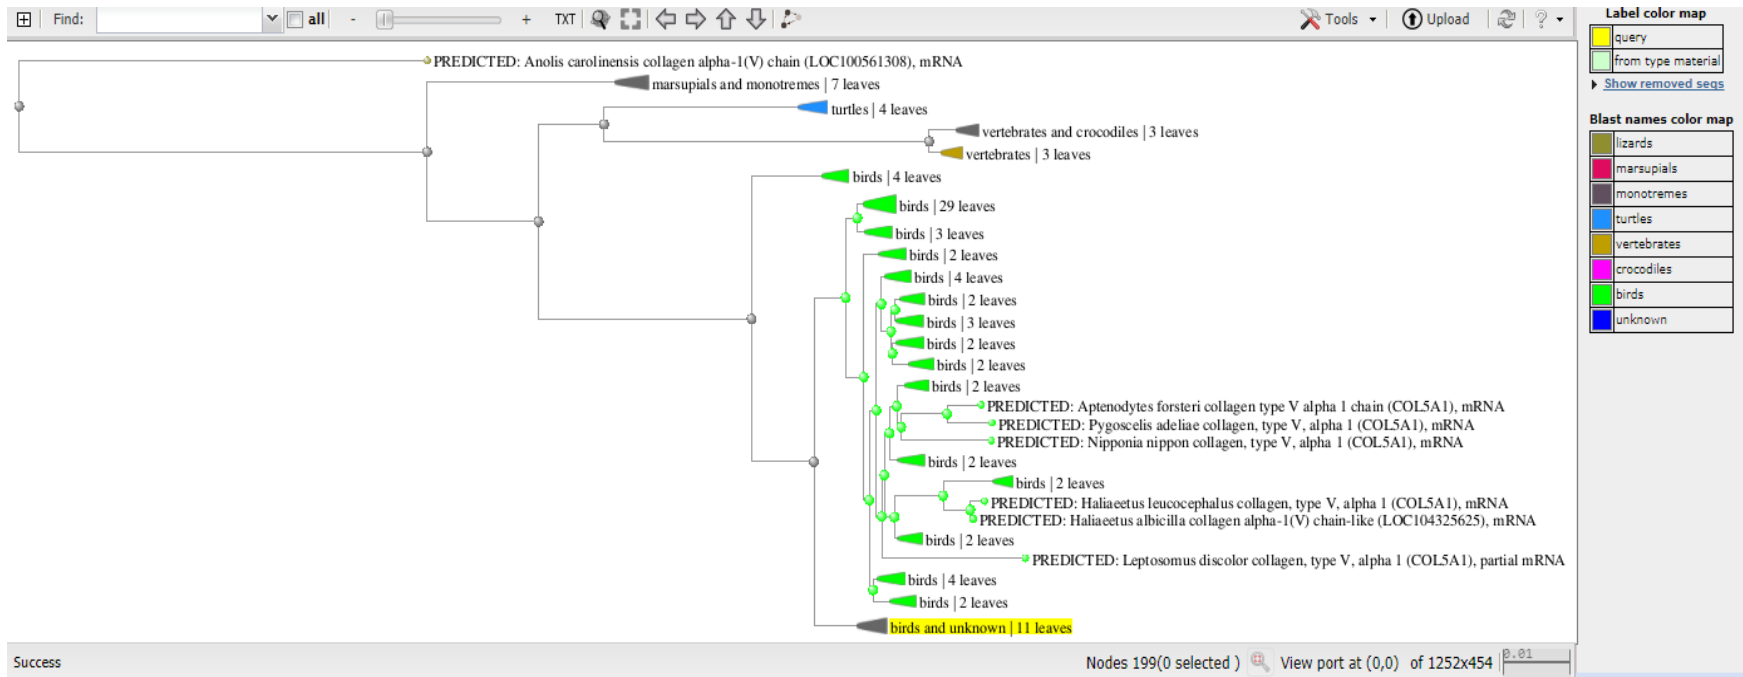 Find: all - + TXT Tools Upload ?
PREDICTED: Anolis carolinensis collagen alpha-1(V) chain (LOC100561308), mRNA
marsupials and monotremes | 7 leaves
turtles | 4 leaves
vertebrates and crocodiles | 3 leaves
vertebrates | 3 leaves
birds | 4 leaves
birds | 29 leaves
birds | 3 leaves
birds | 2 leaves
birds | 4 leaves
birds | 2 leaves
birds | 3 leaves
birds | 2 leaves
birds | 2 leaves
birds | 2 leaves
PREDICTED: Aptenodytes forsteri collagen type V alpha 1 chain (COL5A1), mRNA
PREDICTED: Pygoscelis adeliae collagen, type V, alpha 1 (COL5A1), mRNA
PREDICTED: Nipponia nippon collagen, type V, alpha 1 (COL5A1), mRNA
birds | 2 leaves
birds | 2 leaves
PREDICTED: Haliaeetus leucocephalus collagen, type V, alpha 1 (COL5A1), mRNA
PREDICTED: Haliaeetus albicilla collagen alpha-1(V) chain-like (LOC104325625), mRNA
birds | 2 leaves
PREDICTED: Leptosomus discolor collagen, type V, alpha 1 (COL5A1), partial mRNA
birds | 4 leaves
birds | 2 leaves
birds and unknown | 11 leaves
Success Nodes 199(0 selected ) View port at (0,0) of 1252x454 0.01
Label color map
query
from type material
Show removed seqs
Blast names color map
lizards
marsupials
monotremes
turtles
vertebrates
crocodiles
birds
unknown